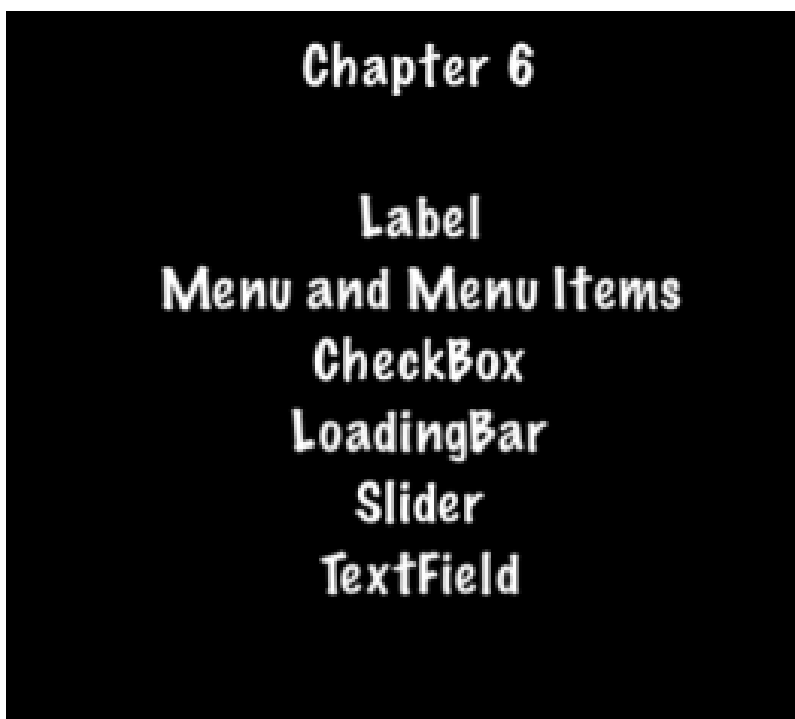 Chapter 6
Label
Menu and Menu Items
CheckBox
LoadingBar
Slider
TextField